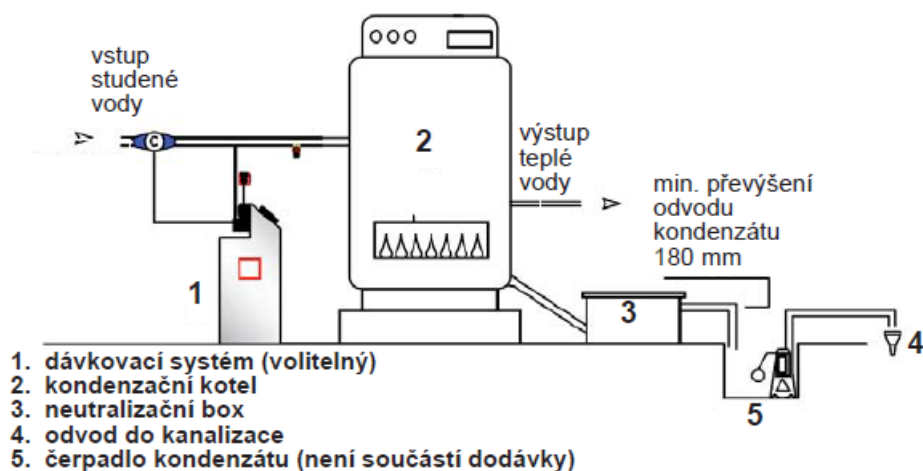 vstup
studené
vody
C
2
výstup
teplé
vody
min. převýšení
odvodu
kondenzátu
180 mm
1
3
4
5
1. dávkovací systém (volitelný)
2. kondenzační kotel
3. neutralizační box
4. odvod do kanalizace
5. čerpadlo kondenzátu (není součástí dodávky)